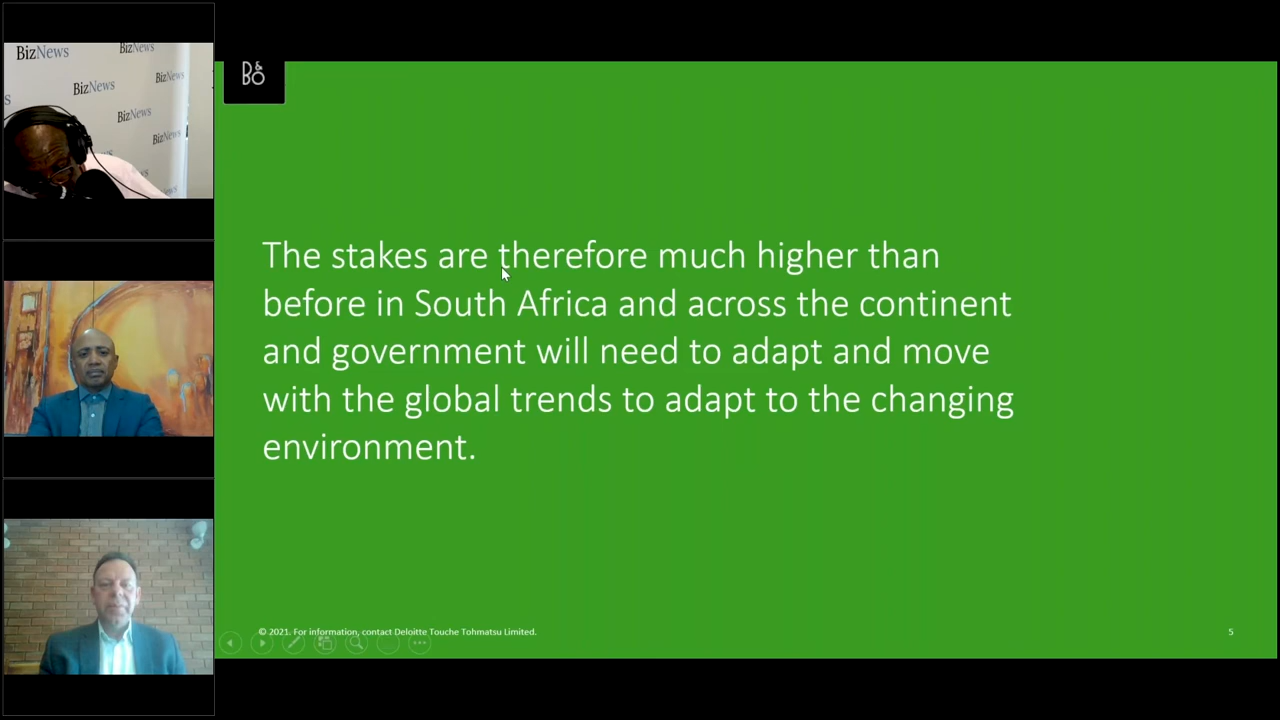 BizNews
BizNews
BizNews
BizNews
BizNews
BizNews
B&O
The stakes are therefore much higher than
before in South Africa and across the continent
and government will need to adapt and move
with the global trends to adapt to the changing
environment.
© 2021. For information, contact Deloitte Touche Tohmatsu Limited.
5